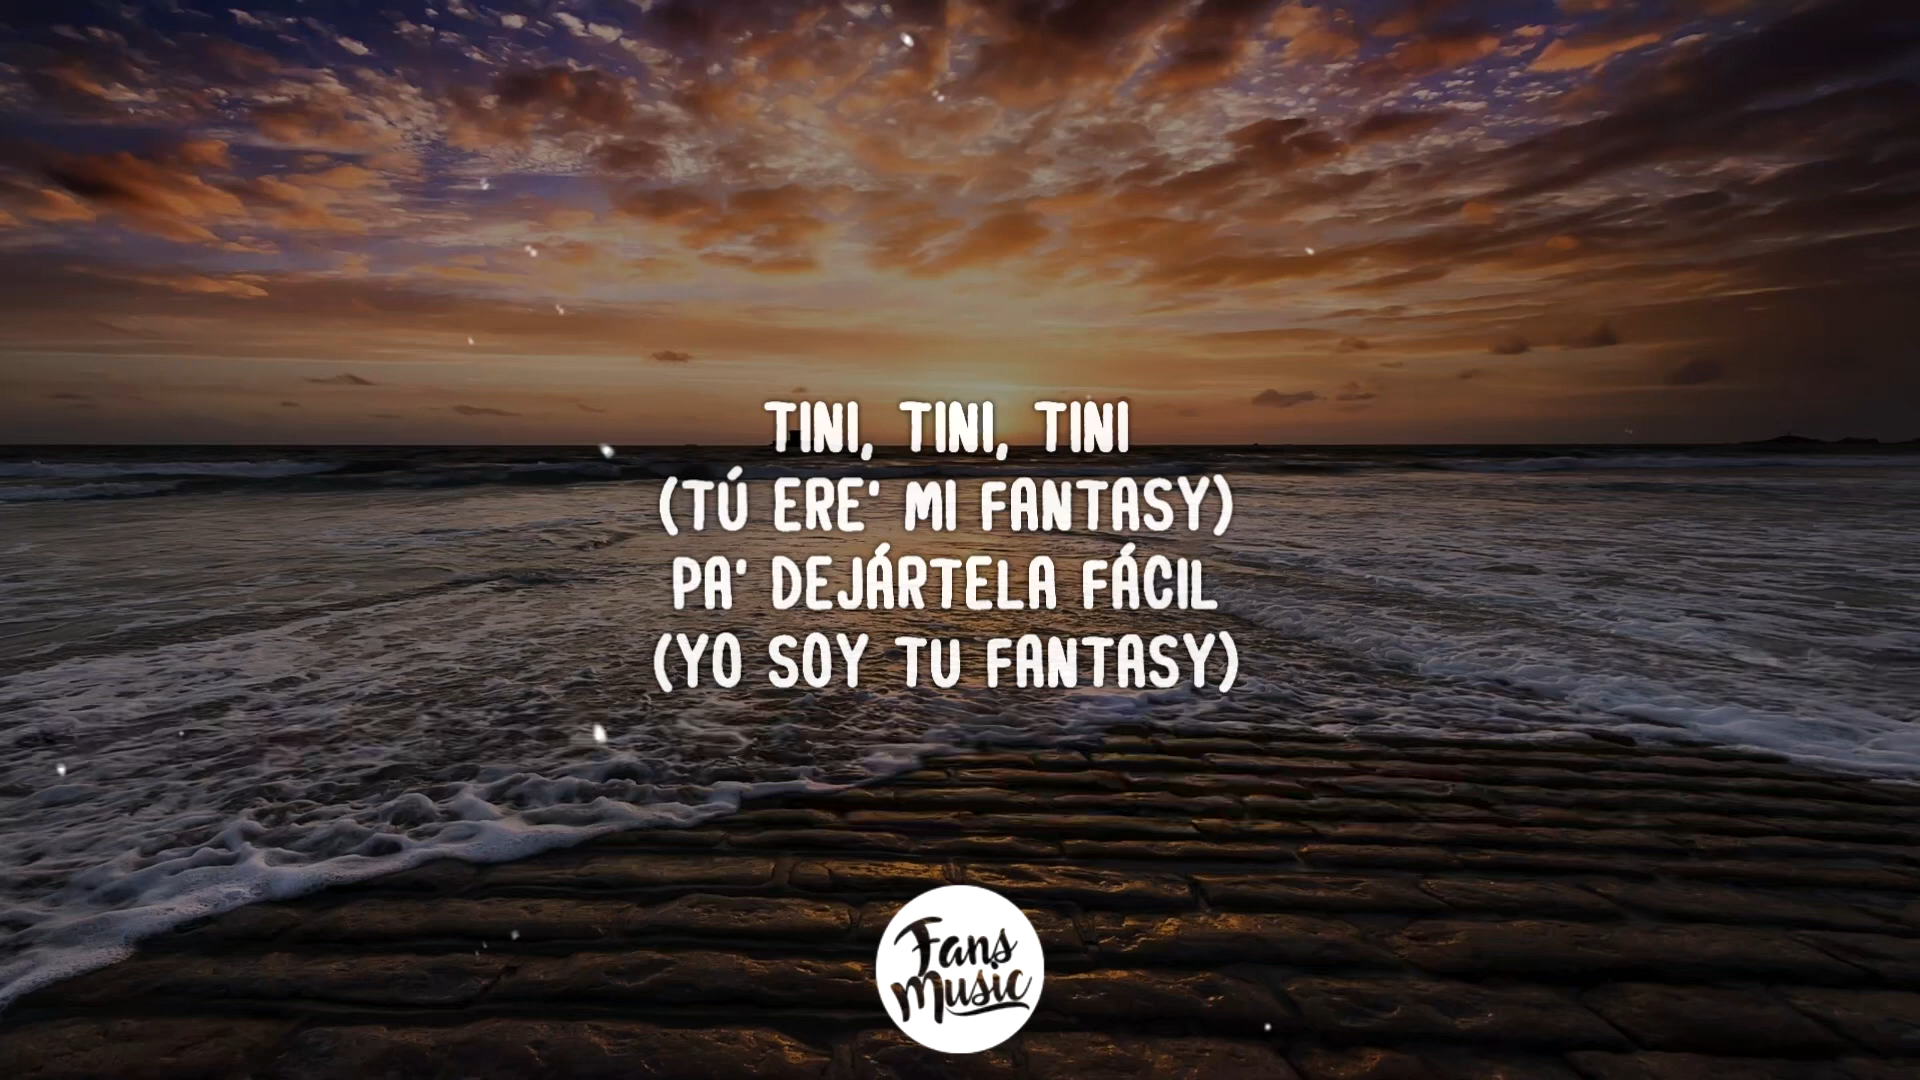 TINI, TINI, TINI
(TÚ ERE' MI FANTASY)
PA' DEJÁRTELA FÁCIL
(YO SOY TU FANTASY)
Fans
Music